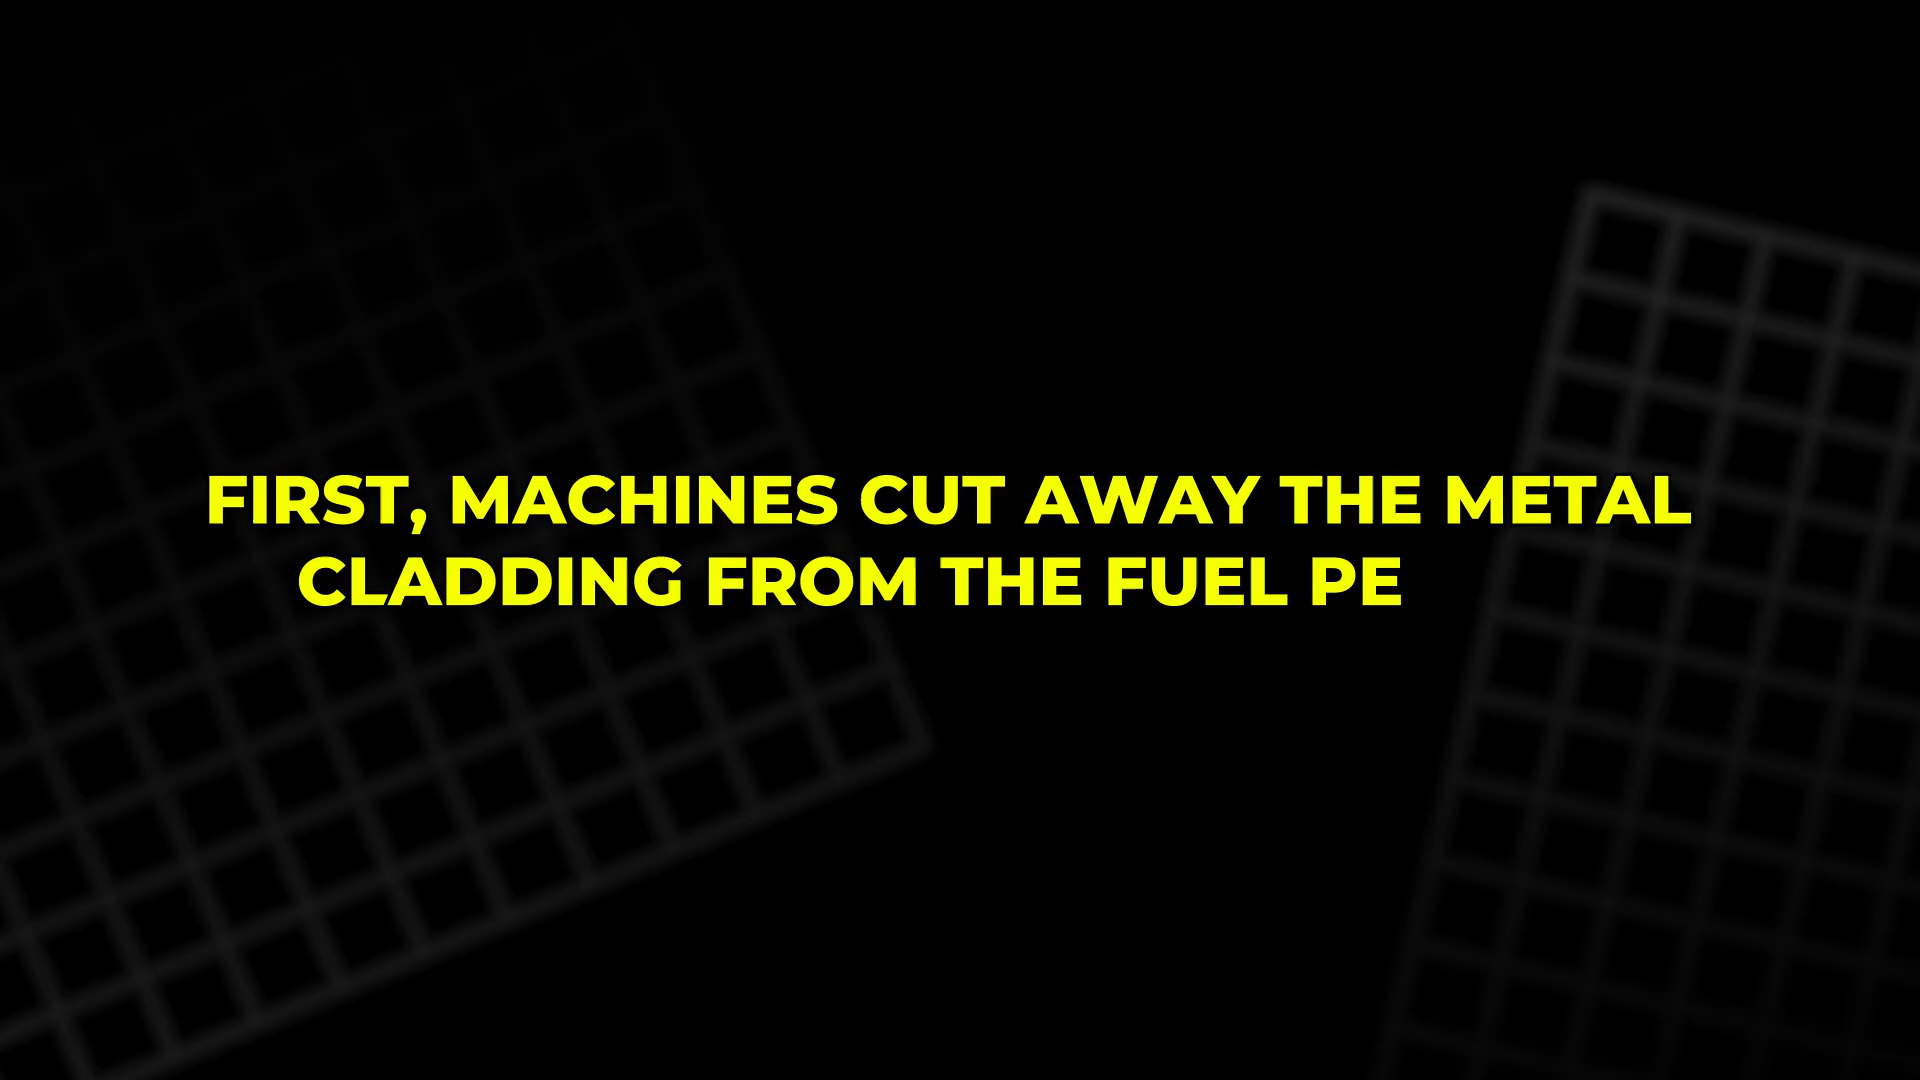 FIRST, MACHINES CUT AWAY THE METAL
CLADDING FROM THE FUEL PE